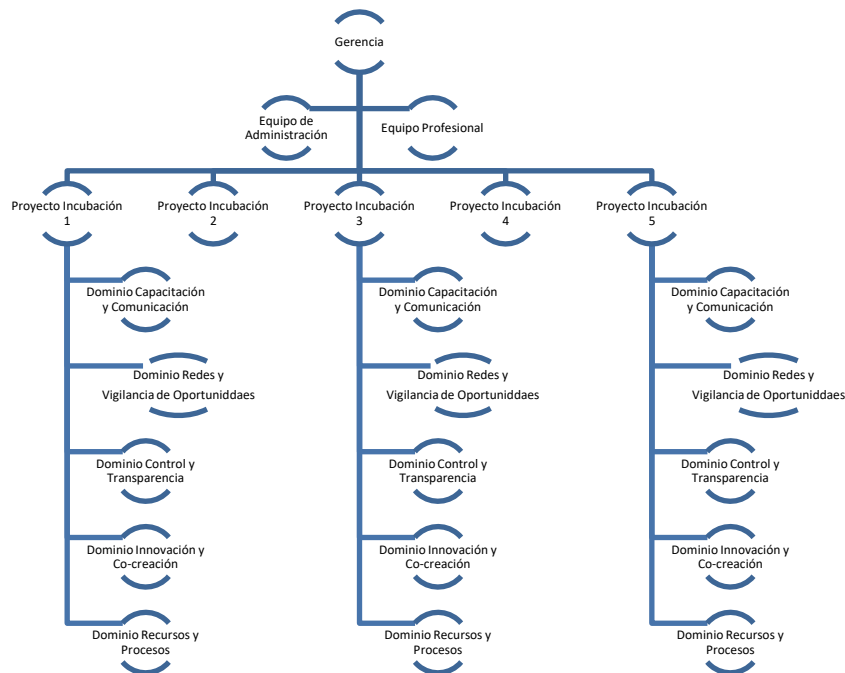 Gerencia
Equipo de
Administración
Equipo Profesional
Proyecto Incubación
1
Proyecto Incubación
2
Proyecto Incubación
3
Proyecto Incubación
4
Proyecto Incubación
5
Dominio Capacitación
y Comunicación
Dominio Redes y
Vigilancia de Oportuniddaes
Dominio Control y
Transparencia
Dominio Innovación y
Co-creación
Dominio Recursos y
Procesos
Dominio Capacitación
y Comunicación
Dominio Redes y
Vigilancia de Oportuniddaes
Dominio Control y
Transparencia
Dominio Innovación y
Co-creación
Dominio Recursos y
Procesos
Dominio Capacitación
y Comunicación
Dominio Redes y
Vigilancia de Oportuniddaes
Dominio Control y
Transparencia
Dominio Innovación y
Co-creación
Dominio Recursos y
Procesos